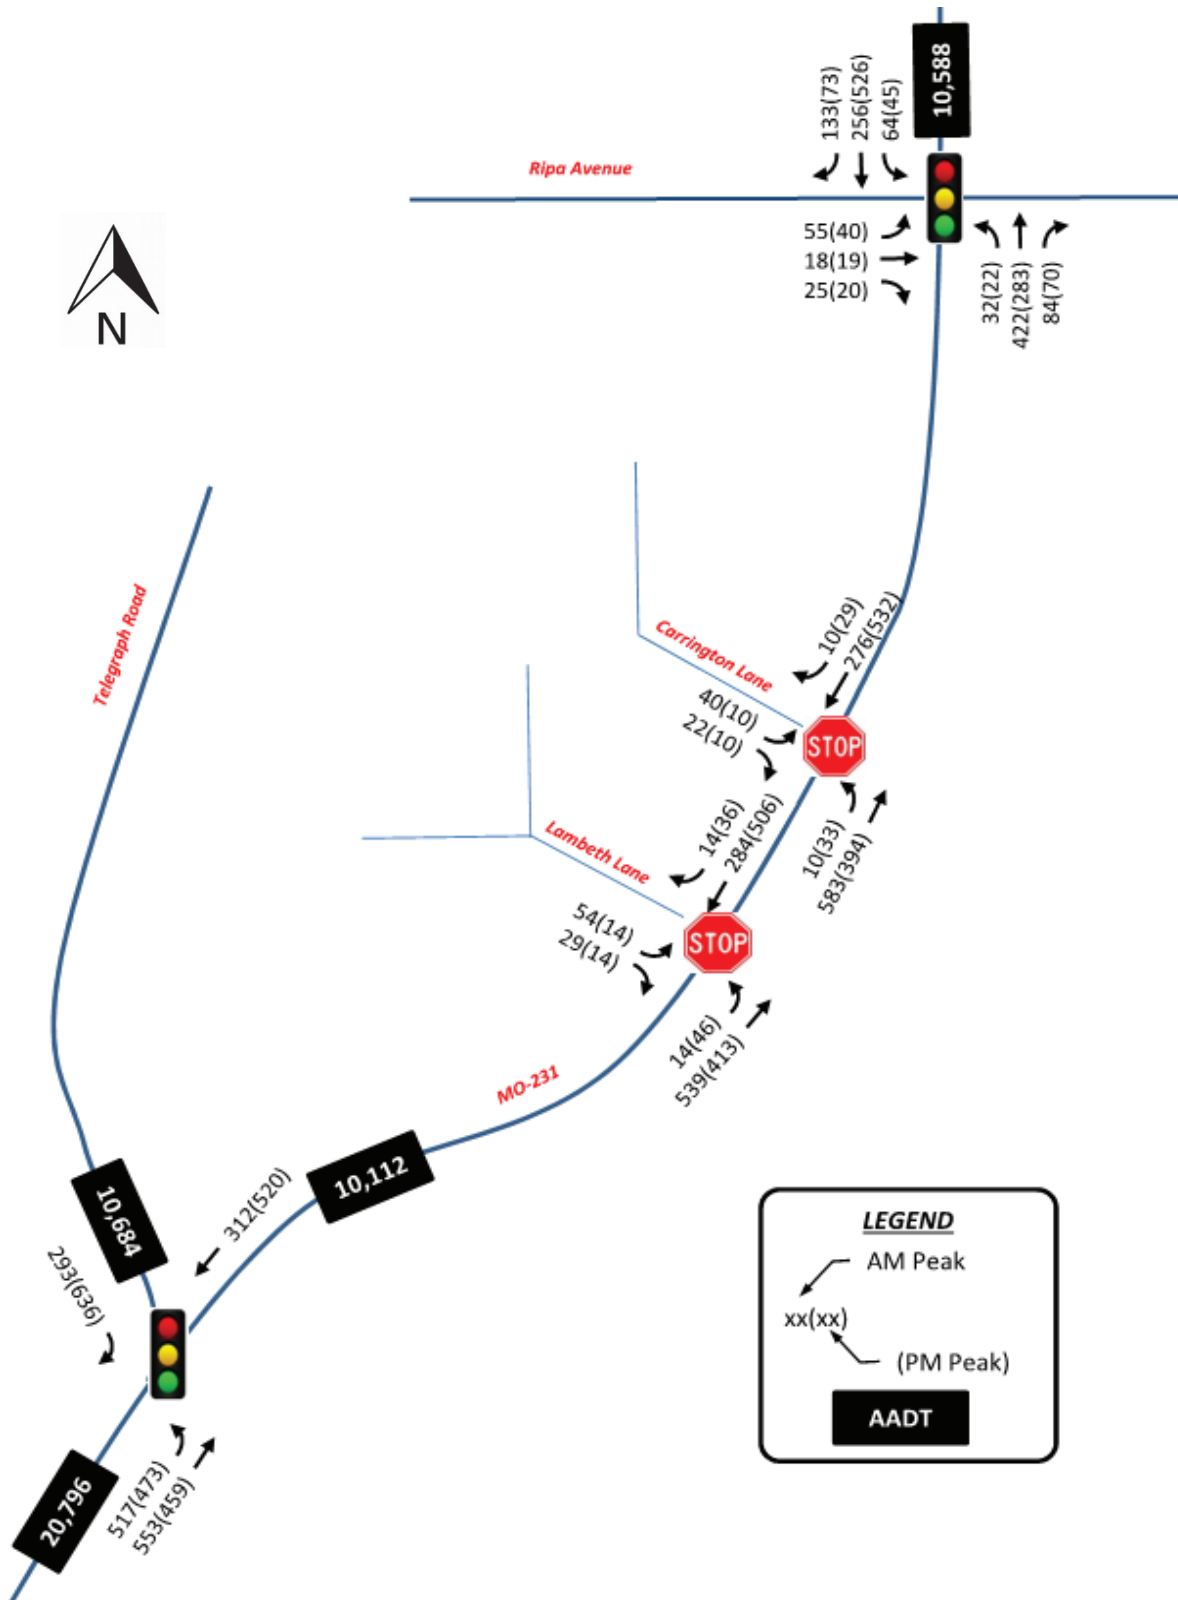 10,588
133(73)
256(526)
64(45)
Ripa Avenue
55(40)
18(19)
25(20)
32(22)
422(283)
84(70)
N
Telegraph Road
Carrington Lane
10(29)
276(532)
40(10)
22(10)
STOP
10(33)
583(394)
Lambeth Lane
14(36)
284(506)
54(14)
29(14)
STOP
14(46)
539(413)
MO-231
10,112
10,684
312(520)
293(636)
517(473)
553(459)
20,796
LEGEND
AM Peak
xx(xx)
(PM Peak)
AADT